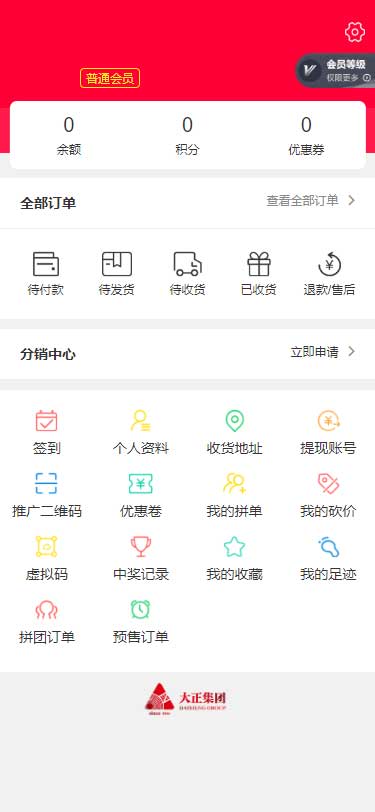 会员等级
普通会员
权限更多
0
0
0
余额
积分
优惠券
全部订单
查看全部订单
待付款
待发货
待收货
已收货
退款/售后
分销中心
立即申请
签到
个人资料
收货地址
提现账号
推广二维码
优惠卷
我的拼单
我的砍价
虚拟码
中奖记录
我的收藏
我的足迹
拼团订单
预售订单
大正集团
DAZHENG GROUP